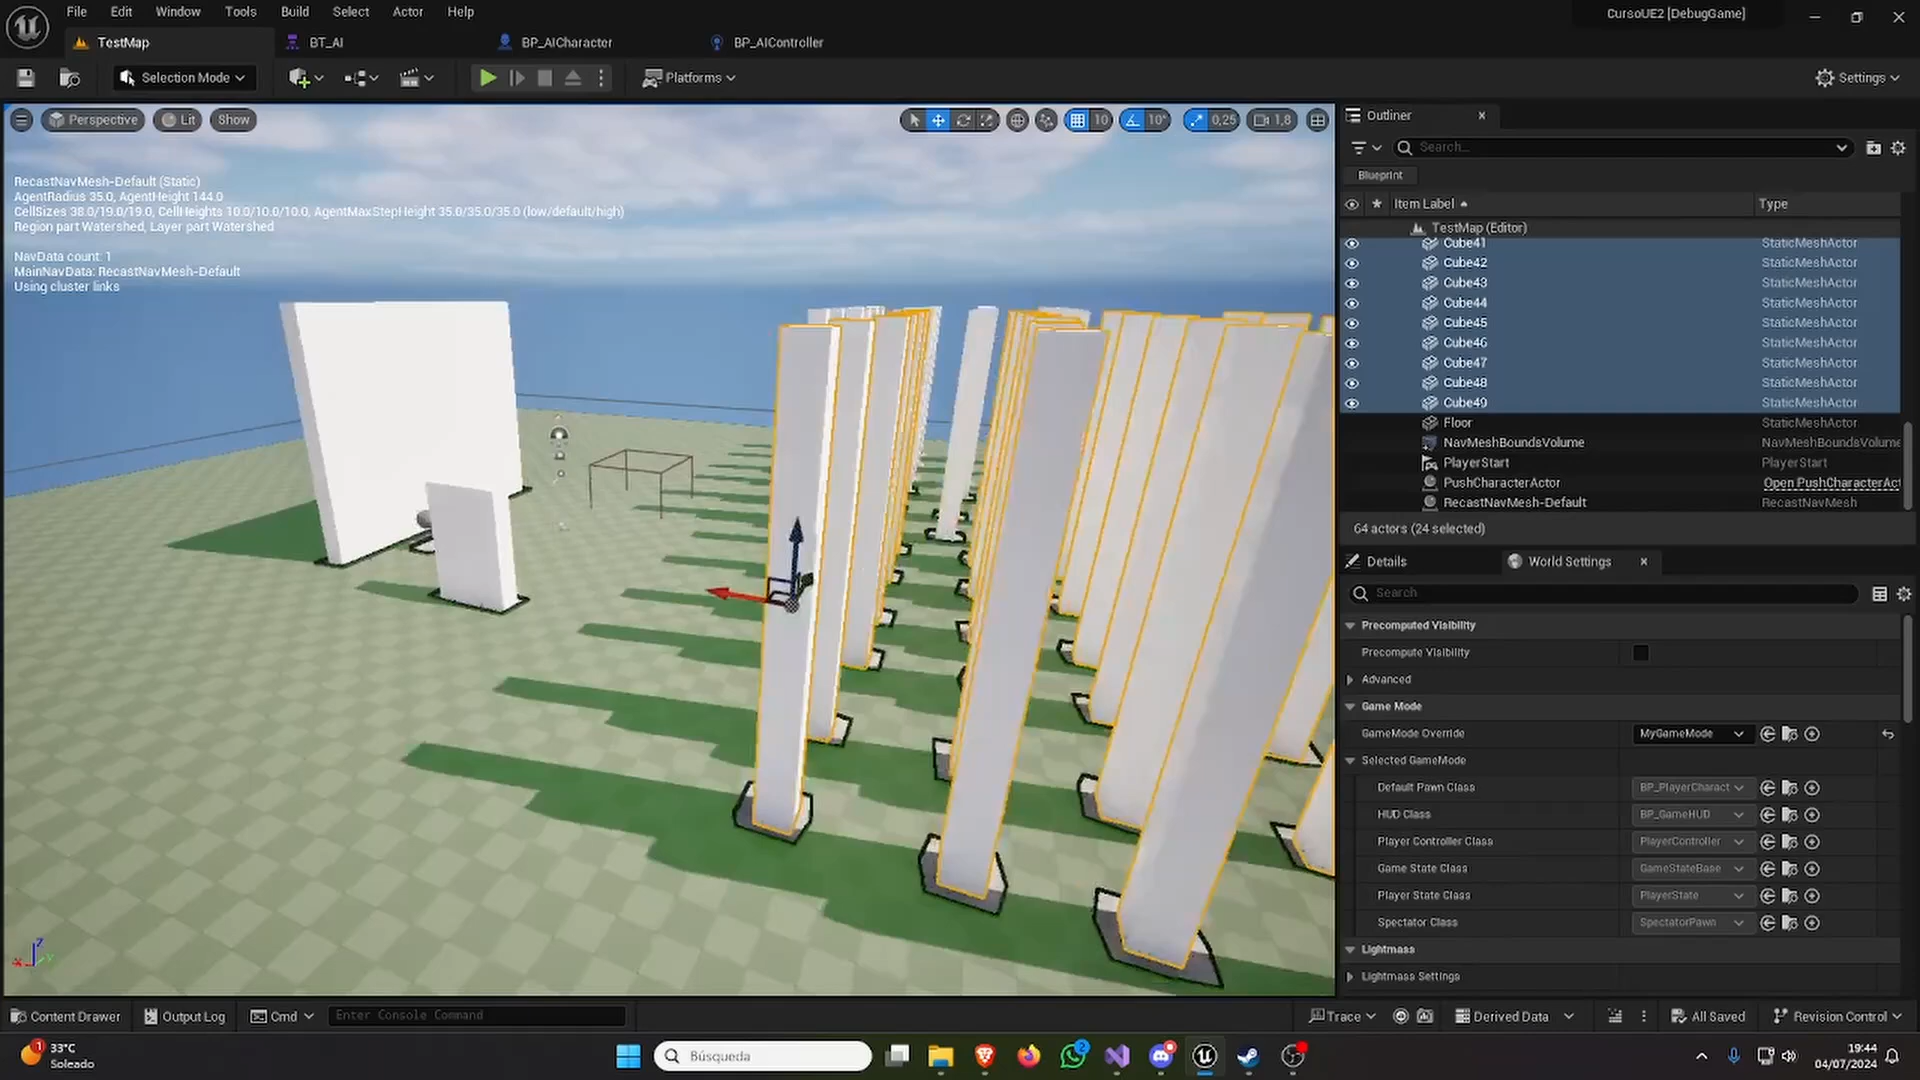 File Edit Window Tools Build Select Actor Help
CursoUE2 [DebugGame]
TestMap
BT_AI
BP_AICharacter
BP_AIController
Selection Mode
Platforms
Settings
Perspective
Lit
Show
10
10°
0,25
1,8
RecastNavMesh-Default (Static)
AgentRadius 35.0, AgentHeight 144.0
CellSizes 38.0/19.0/19.0, CellHeights 10.0/10.0/10.0, AgentMaxStepHeight 35.0/35.0/35.0 (low/default/high)
Region part Watershed, Layer part Watershed
NavData count: 1
MainNavData: RecastNavMesh-Default
Using cluster links
Outliner
Search...
Blueprint
Item Label
Type
TestMap (Editor)
Cube41 StaticMeshActor
Cube42 StaticMeshActor
Cube43 StaticMeshActor
Cube44 StaticMeshActor
Cube45 StaticMeshActor
Cube46 StaticMeshActor
Cube47 StaticMeshActor
Cube48 StaticMeshActor
Cube49 StaticMeshActor
Floor StaticMeshActor
NavMeshBoundsVolume NavMeshBoundsVolume
PlayerStart PlayerStart
PushCharacterActor Open PushCharacterAct
RecastNavMesh-Default RecastNavMesh
64 actors (24 selected)
Details
World Settings
Search
Precomputed Visibility
Precompute Visibility
Advanced
Game Mode
GameMode Override MyGameMode
Selected GameMode
Default Pawn Class BP_PlayerCharact
HUD Class BP_GameHUD
Player Controller Class PlayerController
Game State Class GameStateBase
Player State Class PlayerState
Spectator Class SpectatorPawn
Lightmass
Lightmass Settings
Content Drawer
Output Log
Cmd
Enter Console Command
Trace
Derived Data
All Saved
Revision Control
1
33°C
Soleado
Búsqueda
2
19:44
04/07/2024
Z
X
Y